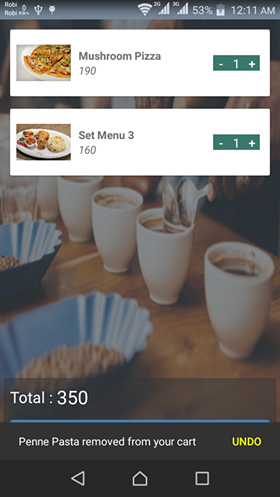 Robi
Robi 0 KB/s 3G 3G 53% 12:11 AM
Mushroom Pizza
190
- 1 +
Set Menu 3
160
- 1 +
Total : 350
Penne Pasta removed from your cart UNDO